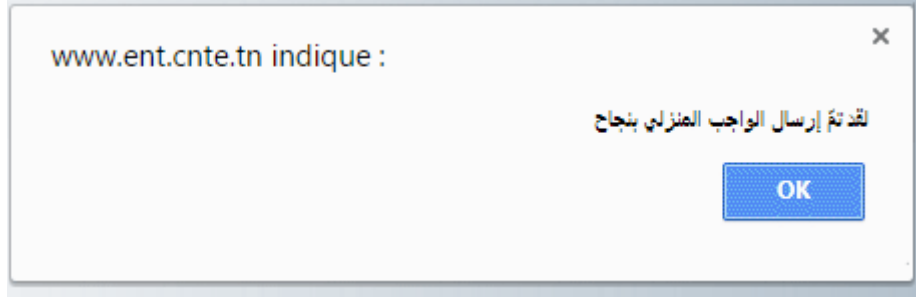 www.ent.cnte.tn indique :
لقد تمّ إرسال الواجب المنزلي بنجاح
OK